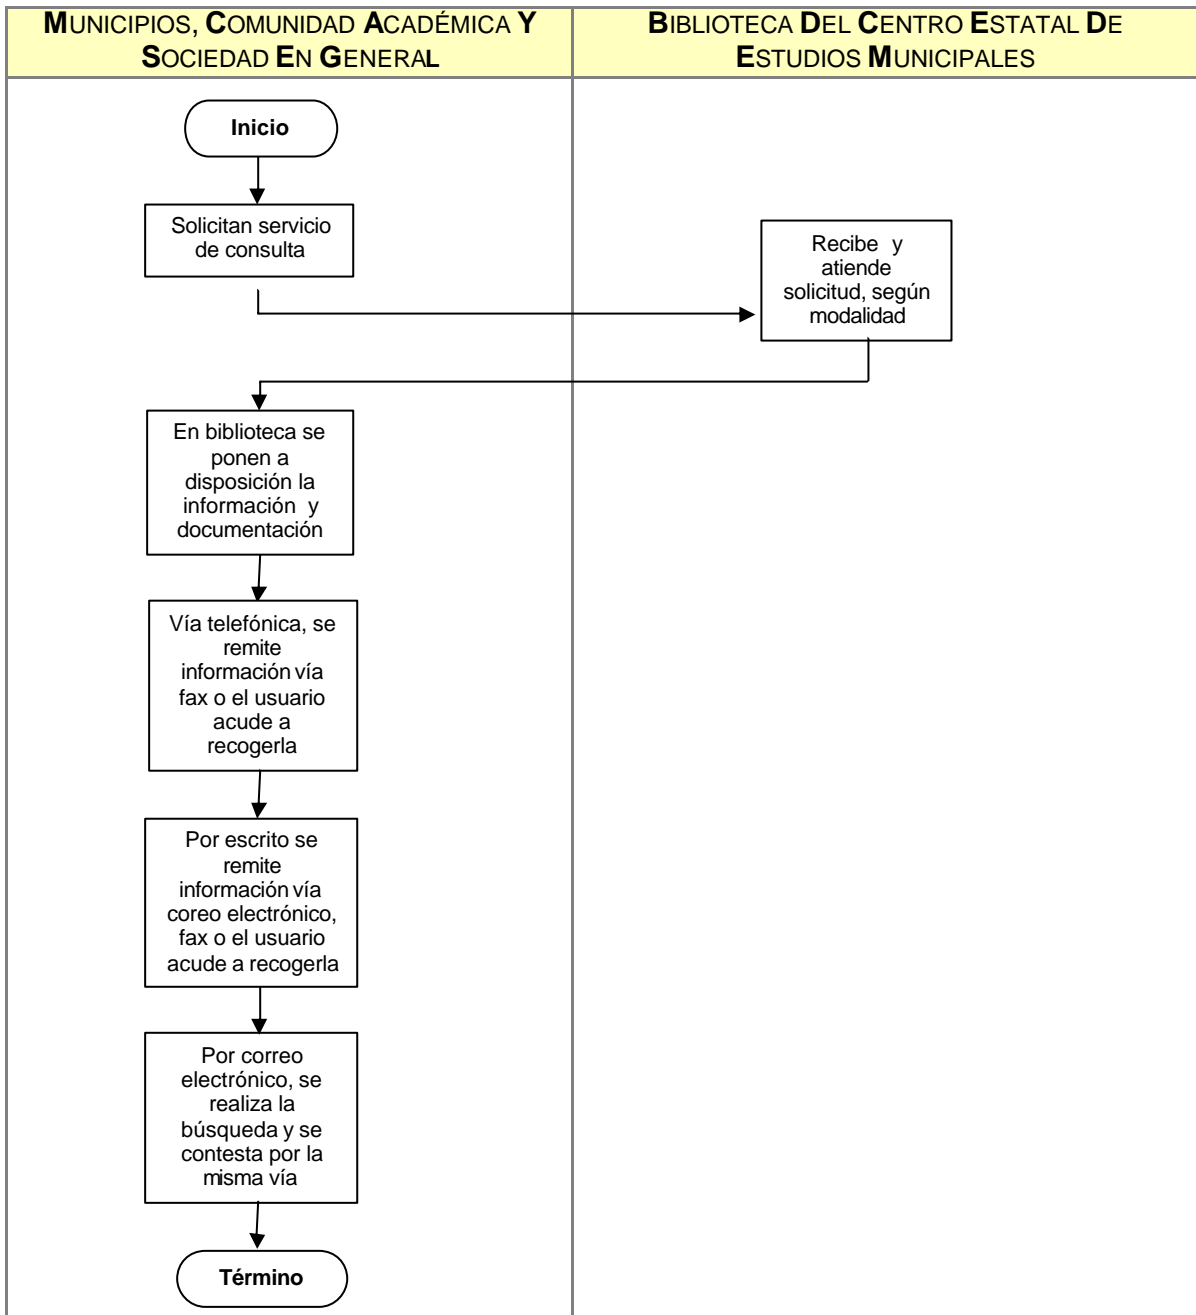 MUNICIPIOS, COMUNIDAD ACADÉMICA Y
SOCIEDAD EN GENERAL
BIBLIOTECA DEL CENTRO ESTATAL DE
ESTUDIOS MUNICIPALES
Inicio
Solicitan servicio
de consulta
Recibe y
atiende
solicitud, según
modalidad
En biblioteca se
ponen a
disposición la
información y
documentación
Vía telefónica, se
remite
información vía
fax o el usuario
acude a
recogerla
Por escrito se
remite
información vía
coreo electrónico,
fax o el usuario
acude a recogerla
Por correo
electrónico, se
realiza la
búsqueda y se
contesta por la
misma vía
Término